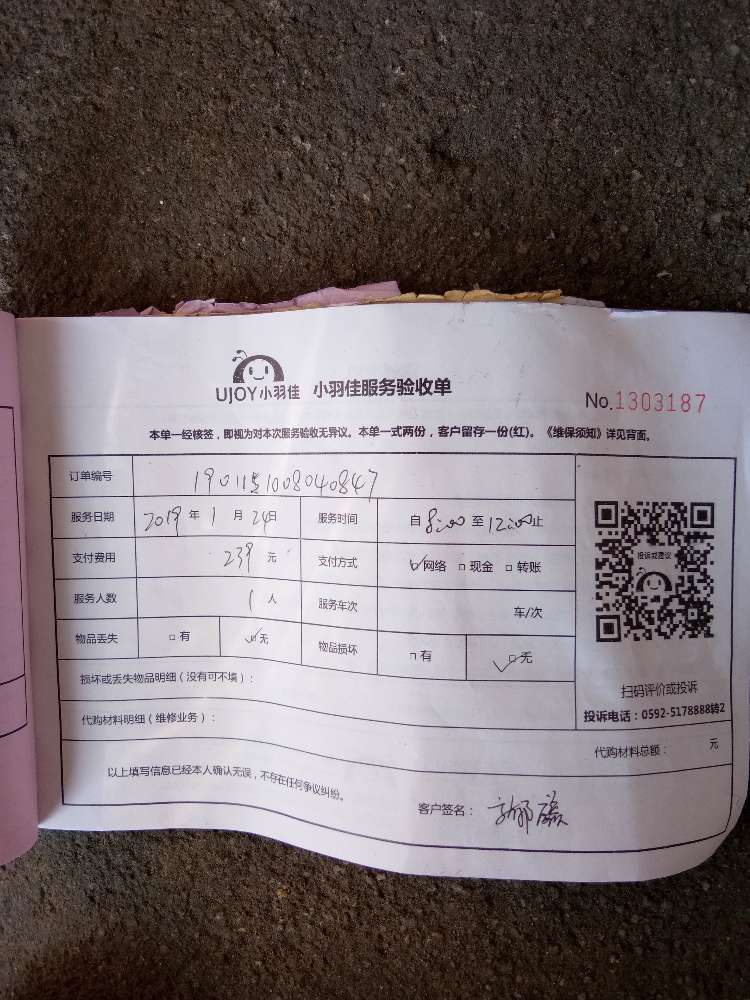 UJOY小羽佳 小羽佳服务验收单
No.1303187
本单一经核签，即视为对本次服务验收无异议。本单一式两份，客户留存一份(红)。《维保须知》详见背面。
订单编号
服务日期 2019 年 1 月 24日 服务时间 自 8:00 至 12:00 止
支付费用 239 元 支付方式 网络 现金 转账
服务人数 1 人 服务车次 车/次
物品丢失 有 无 物品损坏 有 无
投诉或建议
扫码评价或投诉
投诉电话：0592-5178888转2
损坏或丢失物品明细（没有可不填）：
代购材料明细（维修业务）：
代购材料总额： 元
以上填写信息已经本人确认无误，不存在任何争议纠纷。
客户签名：